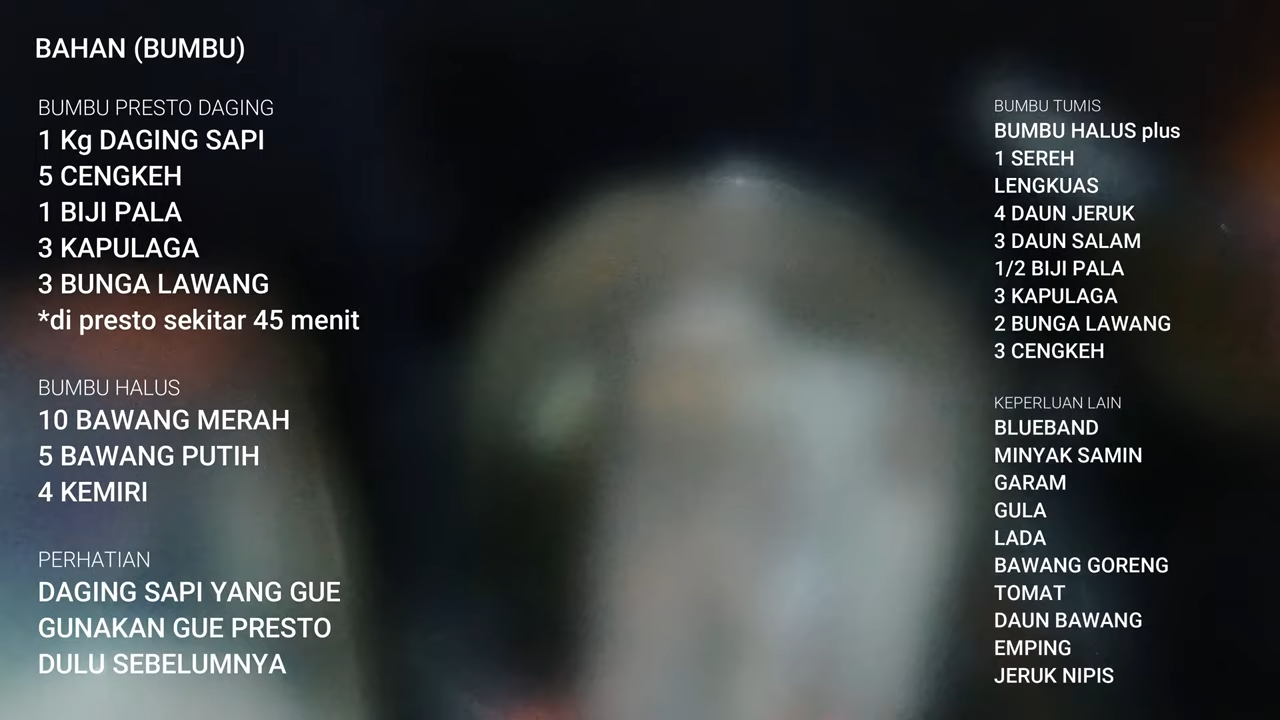 BAHAN (BUMBU)
BUMBU PRESTO DAGING
1 Kg DAGING SAPI
5 CENGKEH
1 BIJI PALA
3 KAPULAGA
3 BUNGA LAWANG
*di presto sekitar 45 menit
BUMBU HALUS
10 BAWANG MERAH
5 BAWANG PUTIH
4 KEMIRI
PERHATIAN
DAGING SAPI YANG GUE
GUNAKAN GUE PRESTO
DULU SEBELUMNYA
BUMBU TUMIS
BUMBU HALUS plus
1 SEREH
LENGKUAS
4 DAUN JERUK
3 DAUN SALAM
1/2 BIJI PALA
3 KAPULAGA
2 BUNGA LAWANG
3 CENGKEH
KEPERLUAN LAIN
BLUEBAND
MINYAK SAMIN
GARAM
GULA
LADA
BAWANG GORENG
TOMAT
DAUN BAWANG
EMPING
JERUK NIPIS